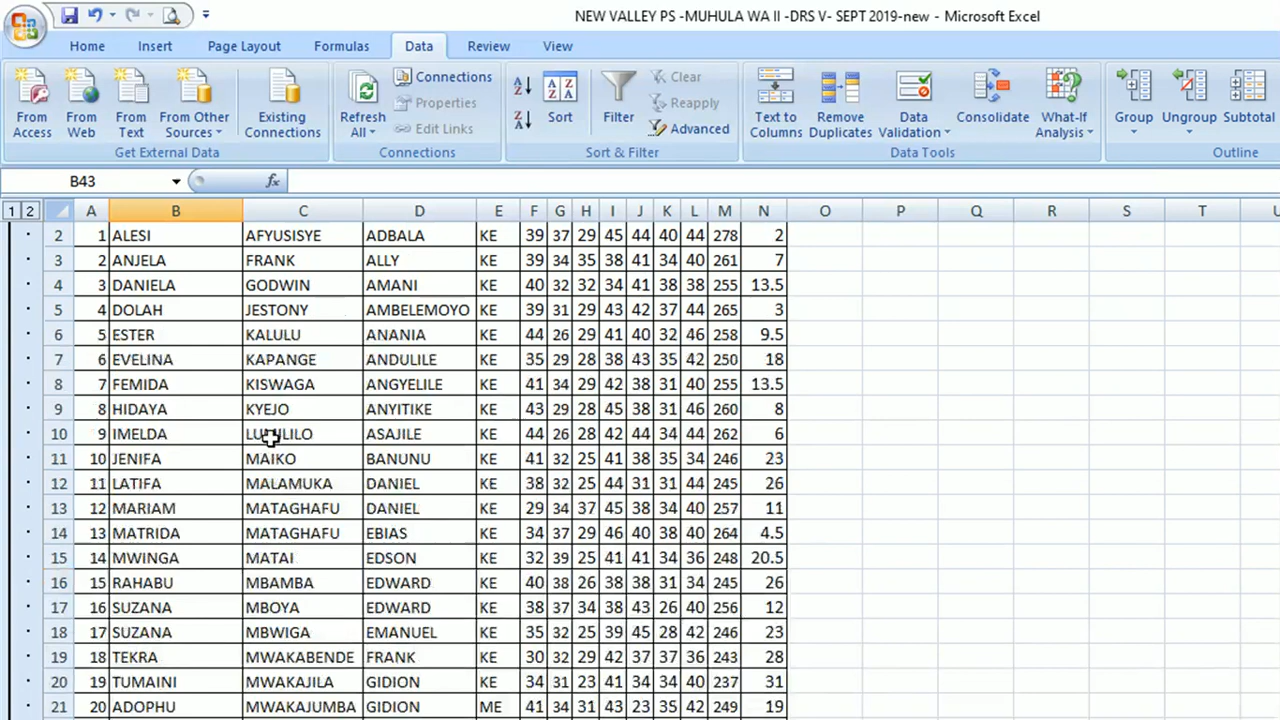 NEW VALLEY PS -MUHULA WA II -DRS V- SEPT 2019-new - Microsoft Excel
Home Insert Page Layout Formulas Data Review View
From Access From Web From Text From Other Sources Existing Connections Refresh All Connections Properties Edit Links A Z Z A A Z Z A Sort Filter Clear Reapply Advanced Text to Columns Remove Duplicates Data Validation Consolidate What-If Analysis Group Ungroup Subtotal
Get External Data Connections Sort & Filter Data Tools Outline
B43 fx
1 2 A B C D E F G H I J K L M N O P Q R S T U
2 1 ALESI AFYUSISYE ADBALA KE 39 37 29 45 44 40 44 278 2
3 2 ANJELA FRANK ALLY KE 39 34 35 38 41 34 40 261 7
4 3 DANIELA GODWIN AMANI KE 40 32 32 34 41 38 38 255 13.5
5 4 DOLAH JESTONY AMBELEMOYO KE 39 31 29 43 42 37 44 265 3
6 5 ESTER KALULU ANANIA KE 44 26 29 41 40 32 46 258 9.5
7 6 EVELINA KAPANGE ANDULILE KE 35 29 28 38 43 35 42 250 18
8 7 FEMIDA KISWAGA ANGYELILE KE 41 34 29 42 38 31 40 255 13.5
9 8 HIDAYA KYEJO ANYITIKE KE 43 29 28 45 38 31 46 260 8
10 9 IMELDA ASAJILE KE 44 26 28 42 44 34 44 262 6
11 10 JENIFA MAIKO BANUNU KE 41 32 25 41 38 35 34 246 23
12 11 LATIFA MALAMUKA DANIEL KE 38 32 25 44 31 31 44 245 26
13 12 MARIAM MATAGHAFU DANIEL KE 29 34 37 45 38 34 40 257 11
14 13 MATRIDA MATAGHAFU EBIAS KE 34 37 29 46 40 38 40 264 4.5
15 14 MWINGA MATAI EDSON KE 32 39 25 41 41 34 36 248 20.5
16 15 RAHABU MBAMBA EDWARD KE 40 38 26 38 38 31 34 245 26
17 16 SUZANA MBOYA EDWARD KE 38 37 34 38 43 26 40 256 12
18 17 SUZANA MBWIGA EMANUEL KE 35 32 25 39 45 28 42 246 23
19 18 TEKRA MWAKABENDE FRANK KE 30 32 29 42 37 37 36 243 28
20 19 TUMAINI MWAKAJILA GIDION KE 34 31 23 41 34 34 40 237 31
21 20 ADOPHU MWAKAJUMBA GIDION ME 41 34 31 43 23 35 42 249 19